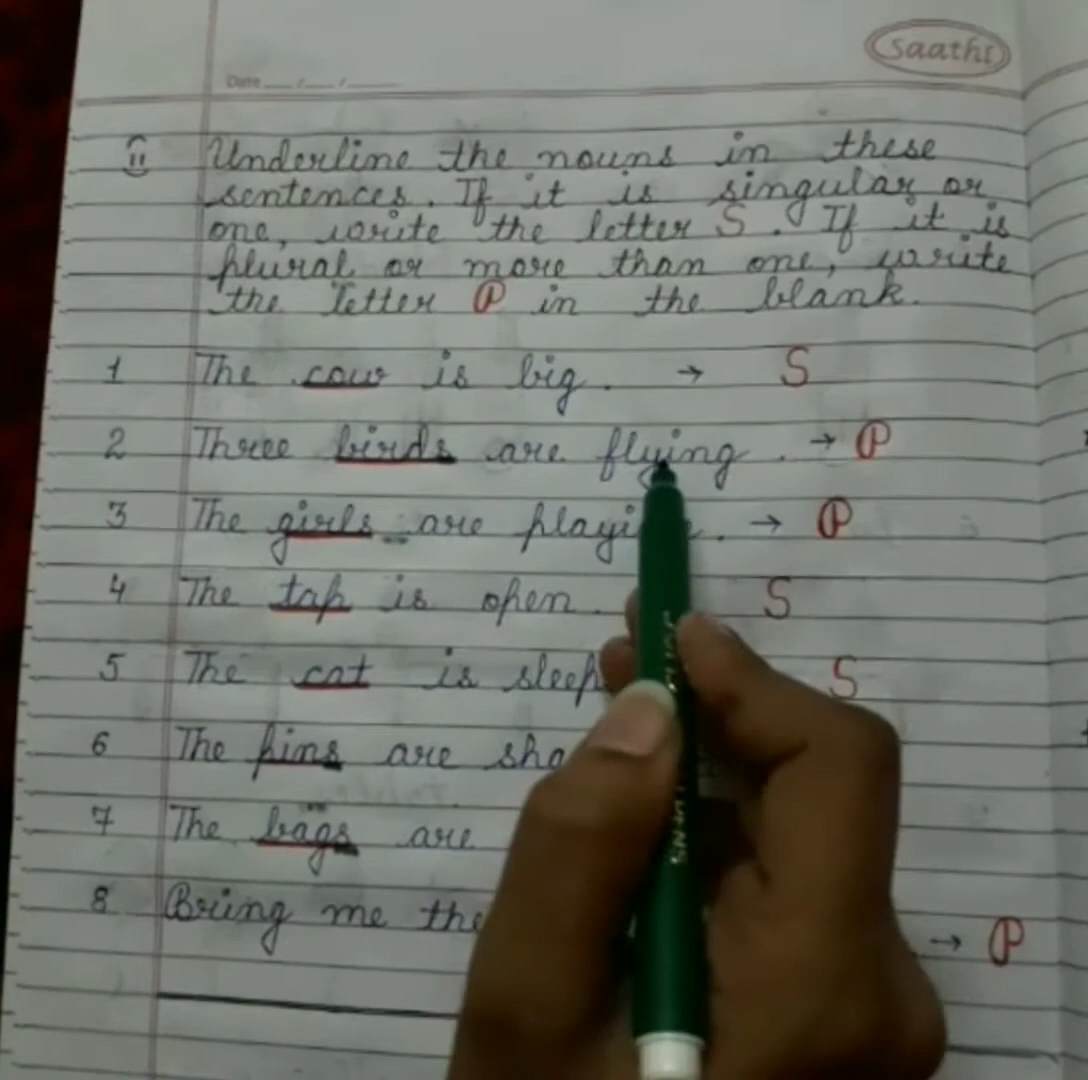 Saathi
Date
Underline the nouns in these
sentences. If it is singular or
one, write the letter S. If it is
plural or more than one, write
the letter P in the blank.
1 The cow is big. → S
2 Three birds are flying. → P
3 The girls are playi . → P
4 The tap is open. S
5 The cat is sleep S
6 The pins are sha
7 The bags are
8 Bring me the → P